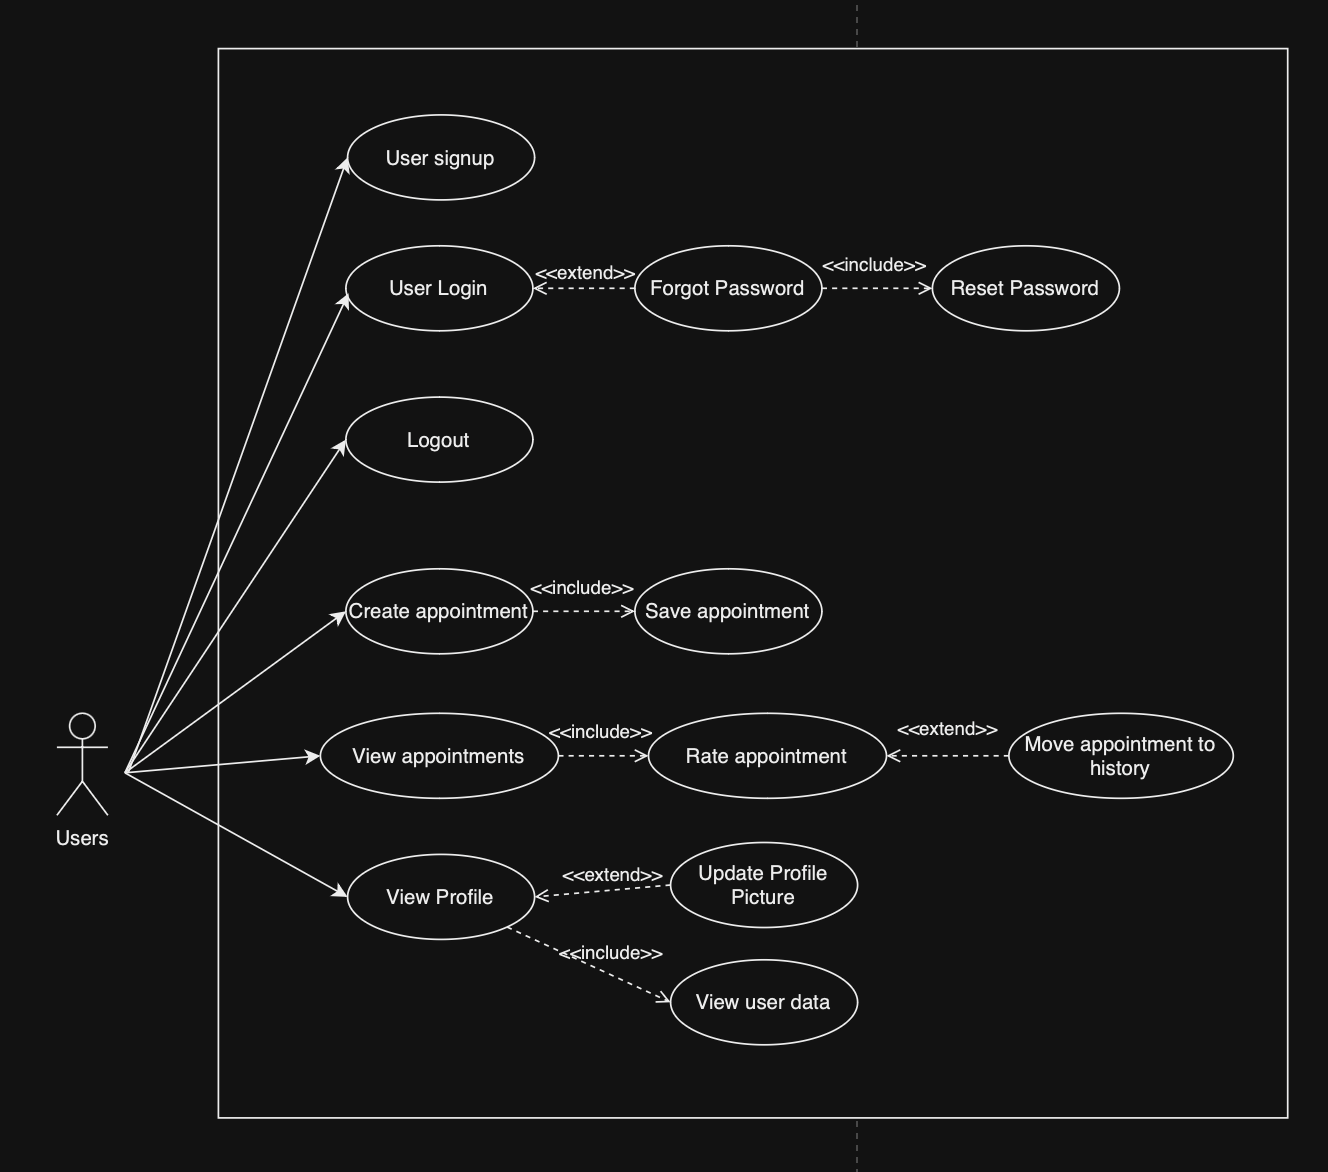 User signup
User Login
<<extend>>
Forgot Password
<<include>>
Reset Password
Logout
Create appointment
<<include>>
Save appointment
View appointments
<<include>>
Rate appointment
<<extend>>
Move appointment to
history
Users
View Profile
<<extend>>
Update Profile
Picture
<<include>>
View user data